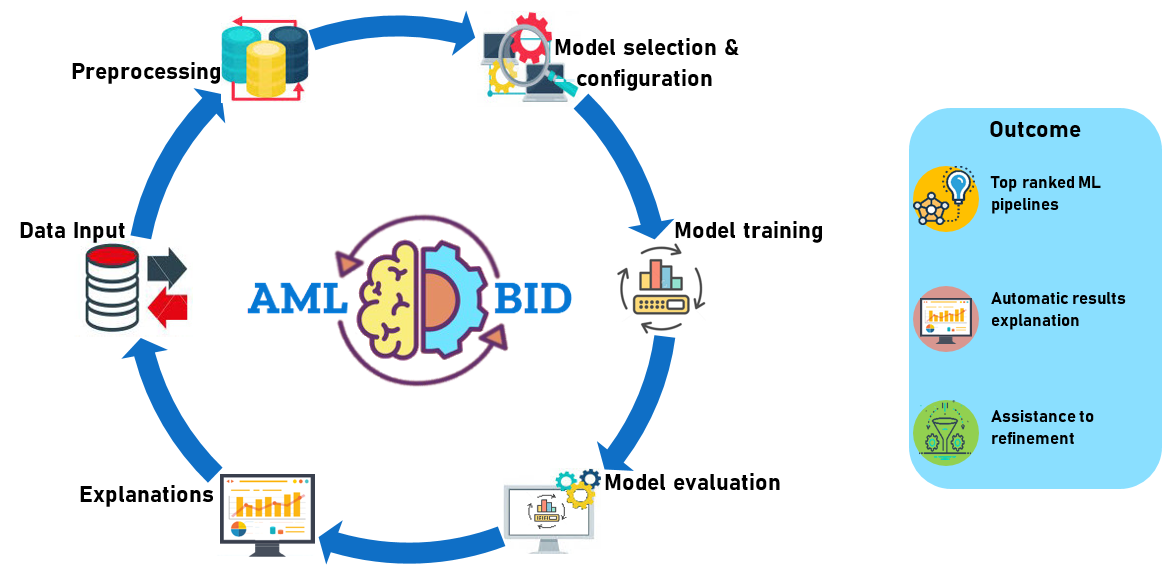 Preprocessing
Model selection &
configuration
Data Input
Model training
AML BID
Explanations
Model evaluation
Outcome
Top ranked ML
pipelines
Automatic results
explanation
Assistance to
refinement